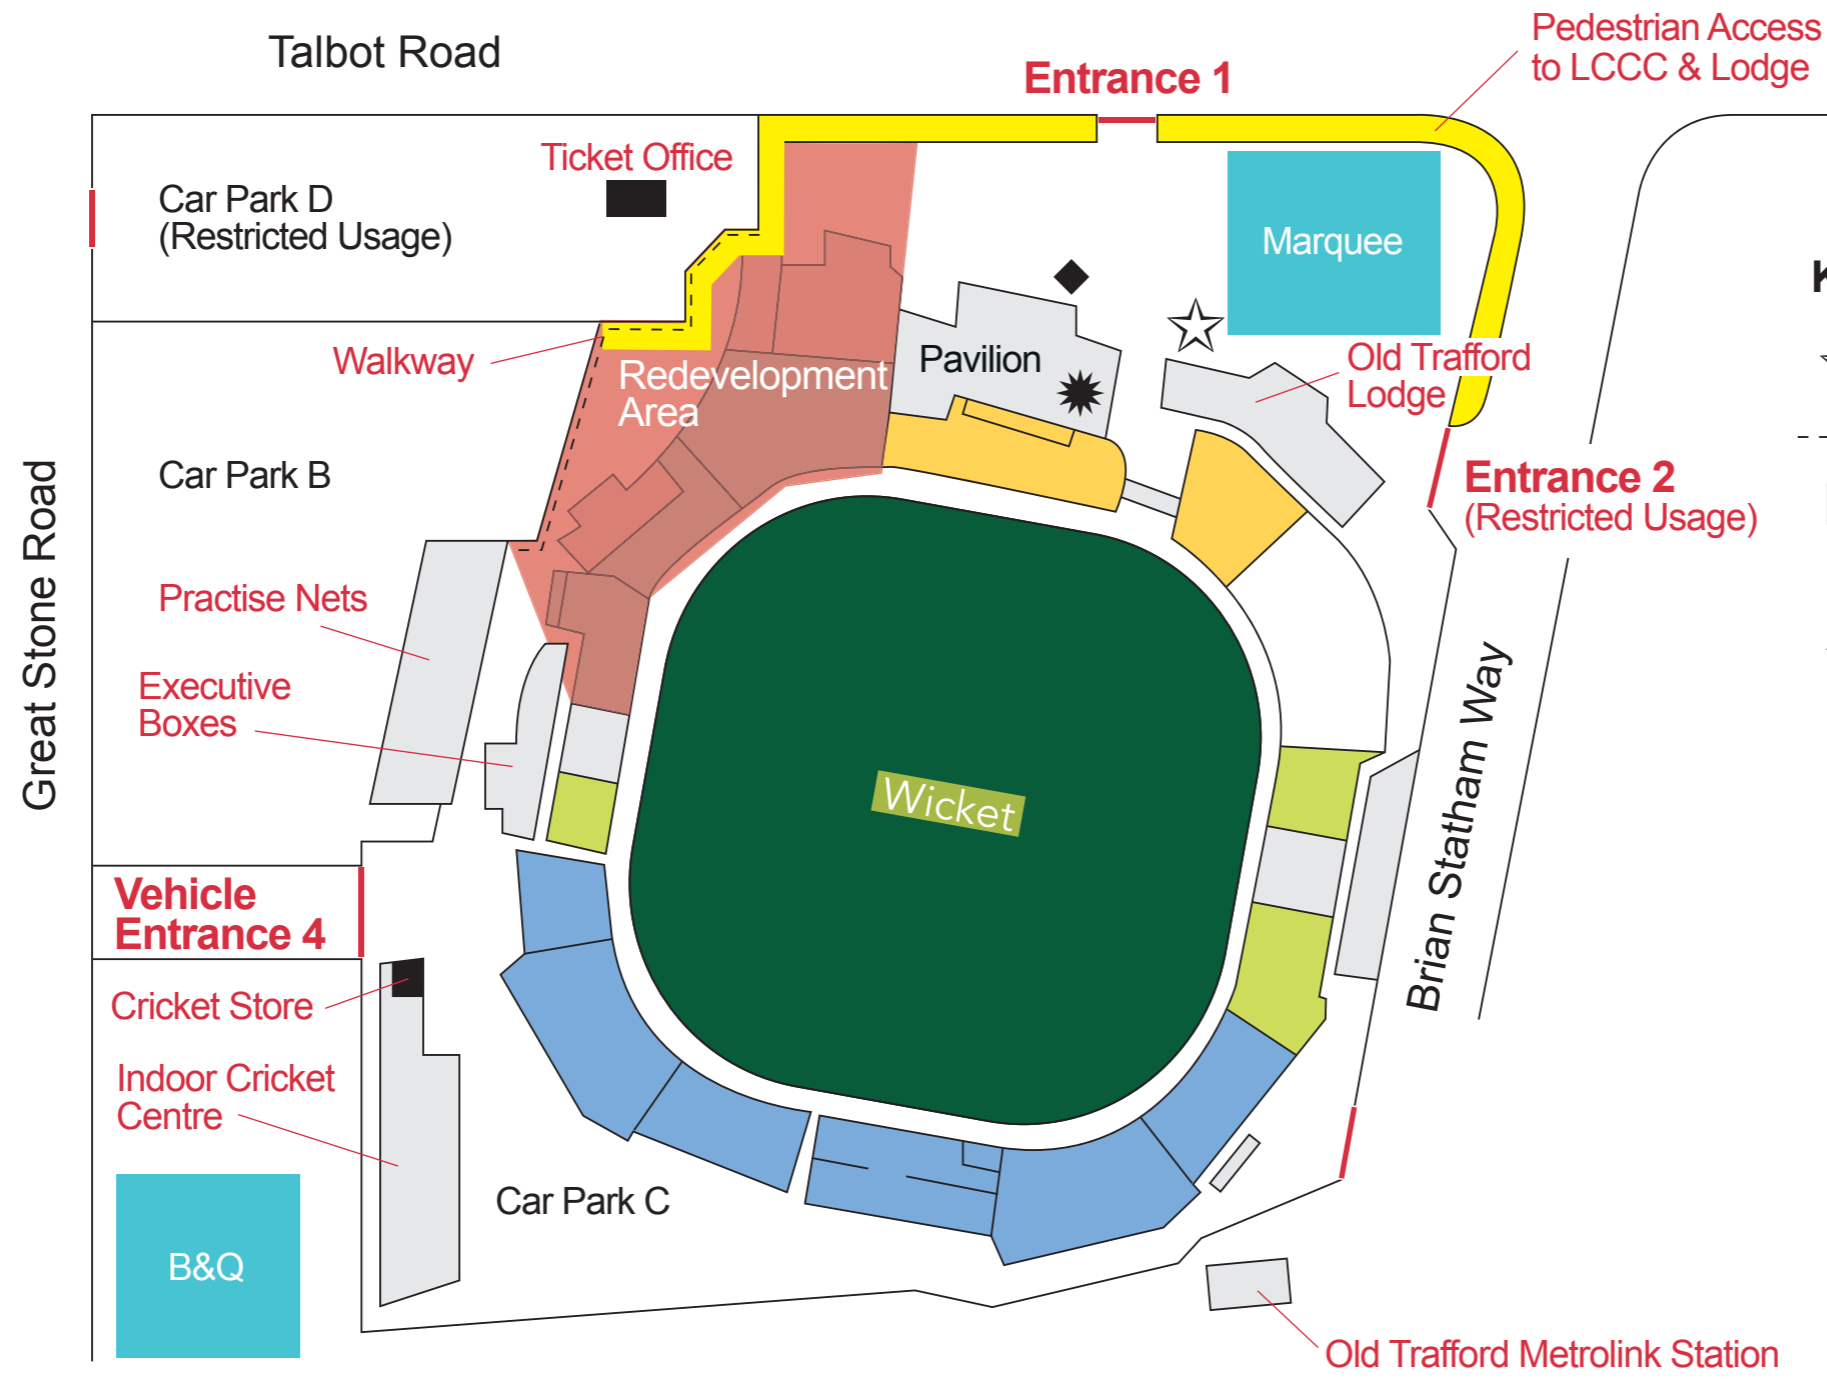 Talbot Road
Pedestrian Access
to LCCC & Lodge
Entrance 1
Ticket Office
Car Park D
(Restricted Usage)
Marquee
Walkway
Redevelopment
Area
Pavilion
Old Trafford
Lodge
Car Park B
Entrance 2
(Restricted Usage)
Great Stone Road
Practise Nets
Executive
Boxes
Wicket
Brian Statham Way
Vehicle
Entrance 4
Cricket Store
Indoor Cricket
Centre
Car Park C
B&Q
Old Trafford Metrolink Station